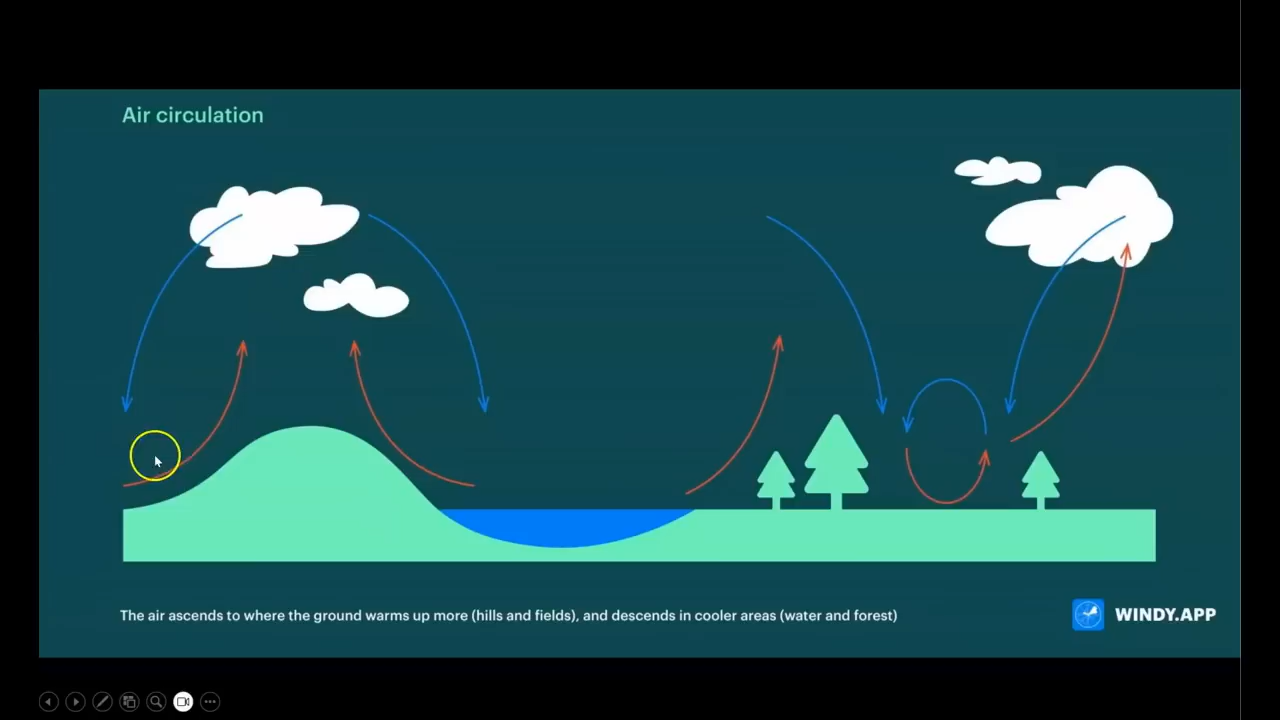 Air circulation
The air ascends to where the ground warms up more (hills and fields), and descends in cooler areas (water and forest)
WINDY.APP